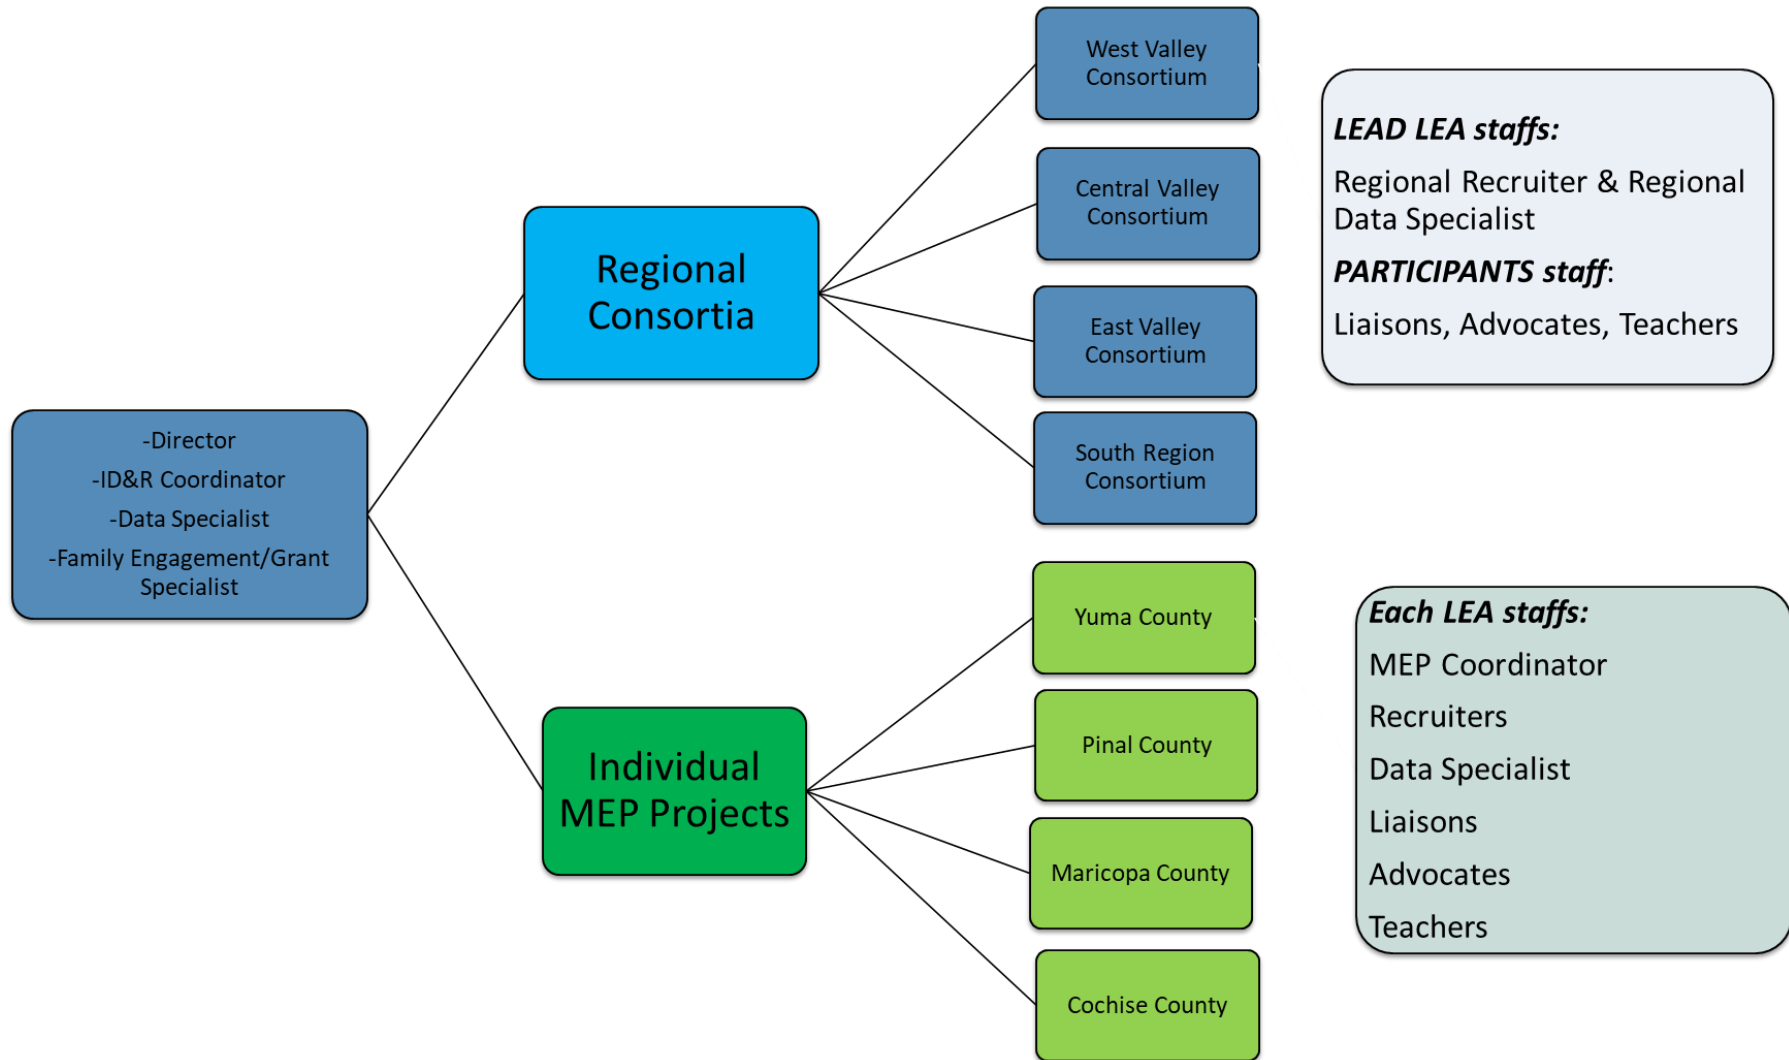 -Director
-ID&R Coordinator
-Data Specialist
-Family Engagement/Grant
Specialist
Regional
Consortia
West Valley
Consortium
Central Valley
Consortium
East Valley
Consortium
South Region
Consortium
LEAD LEA staffs:
Regional Recruiter & Regional
Data Specialist
PARTICIPANTS staff:
Liaisons, Advocates, Teachers
Individual
MEP Projects
Yuma County
Pinal County
Maricopa County
Cochise County
Each LEA staffs:
MEP Coordinator
Recruiters
Data Specialist
Liaisons
Advocates
Teachers